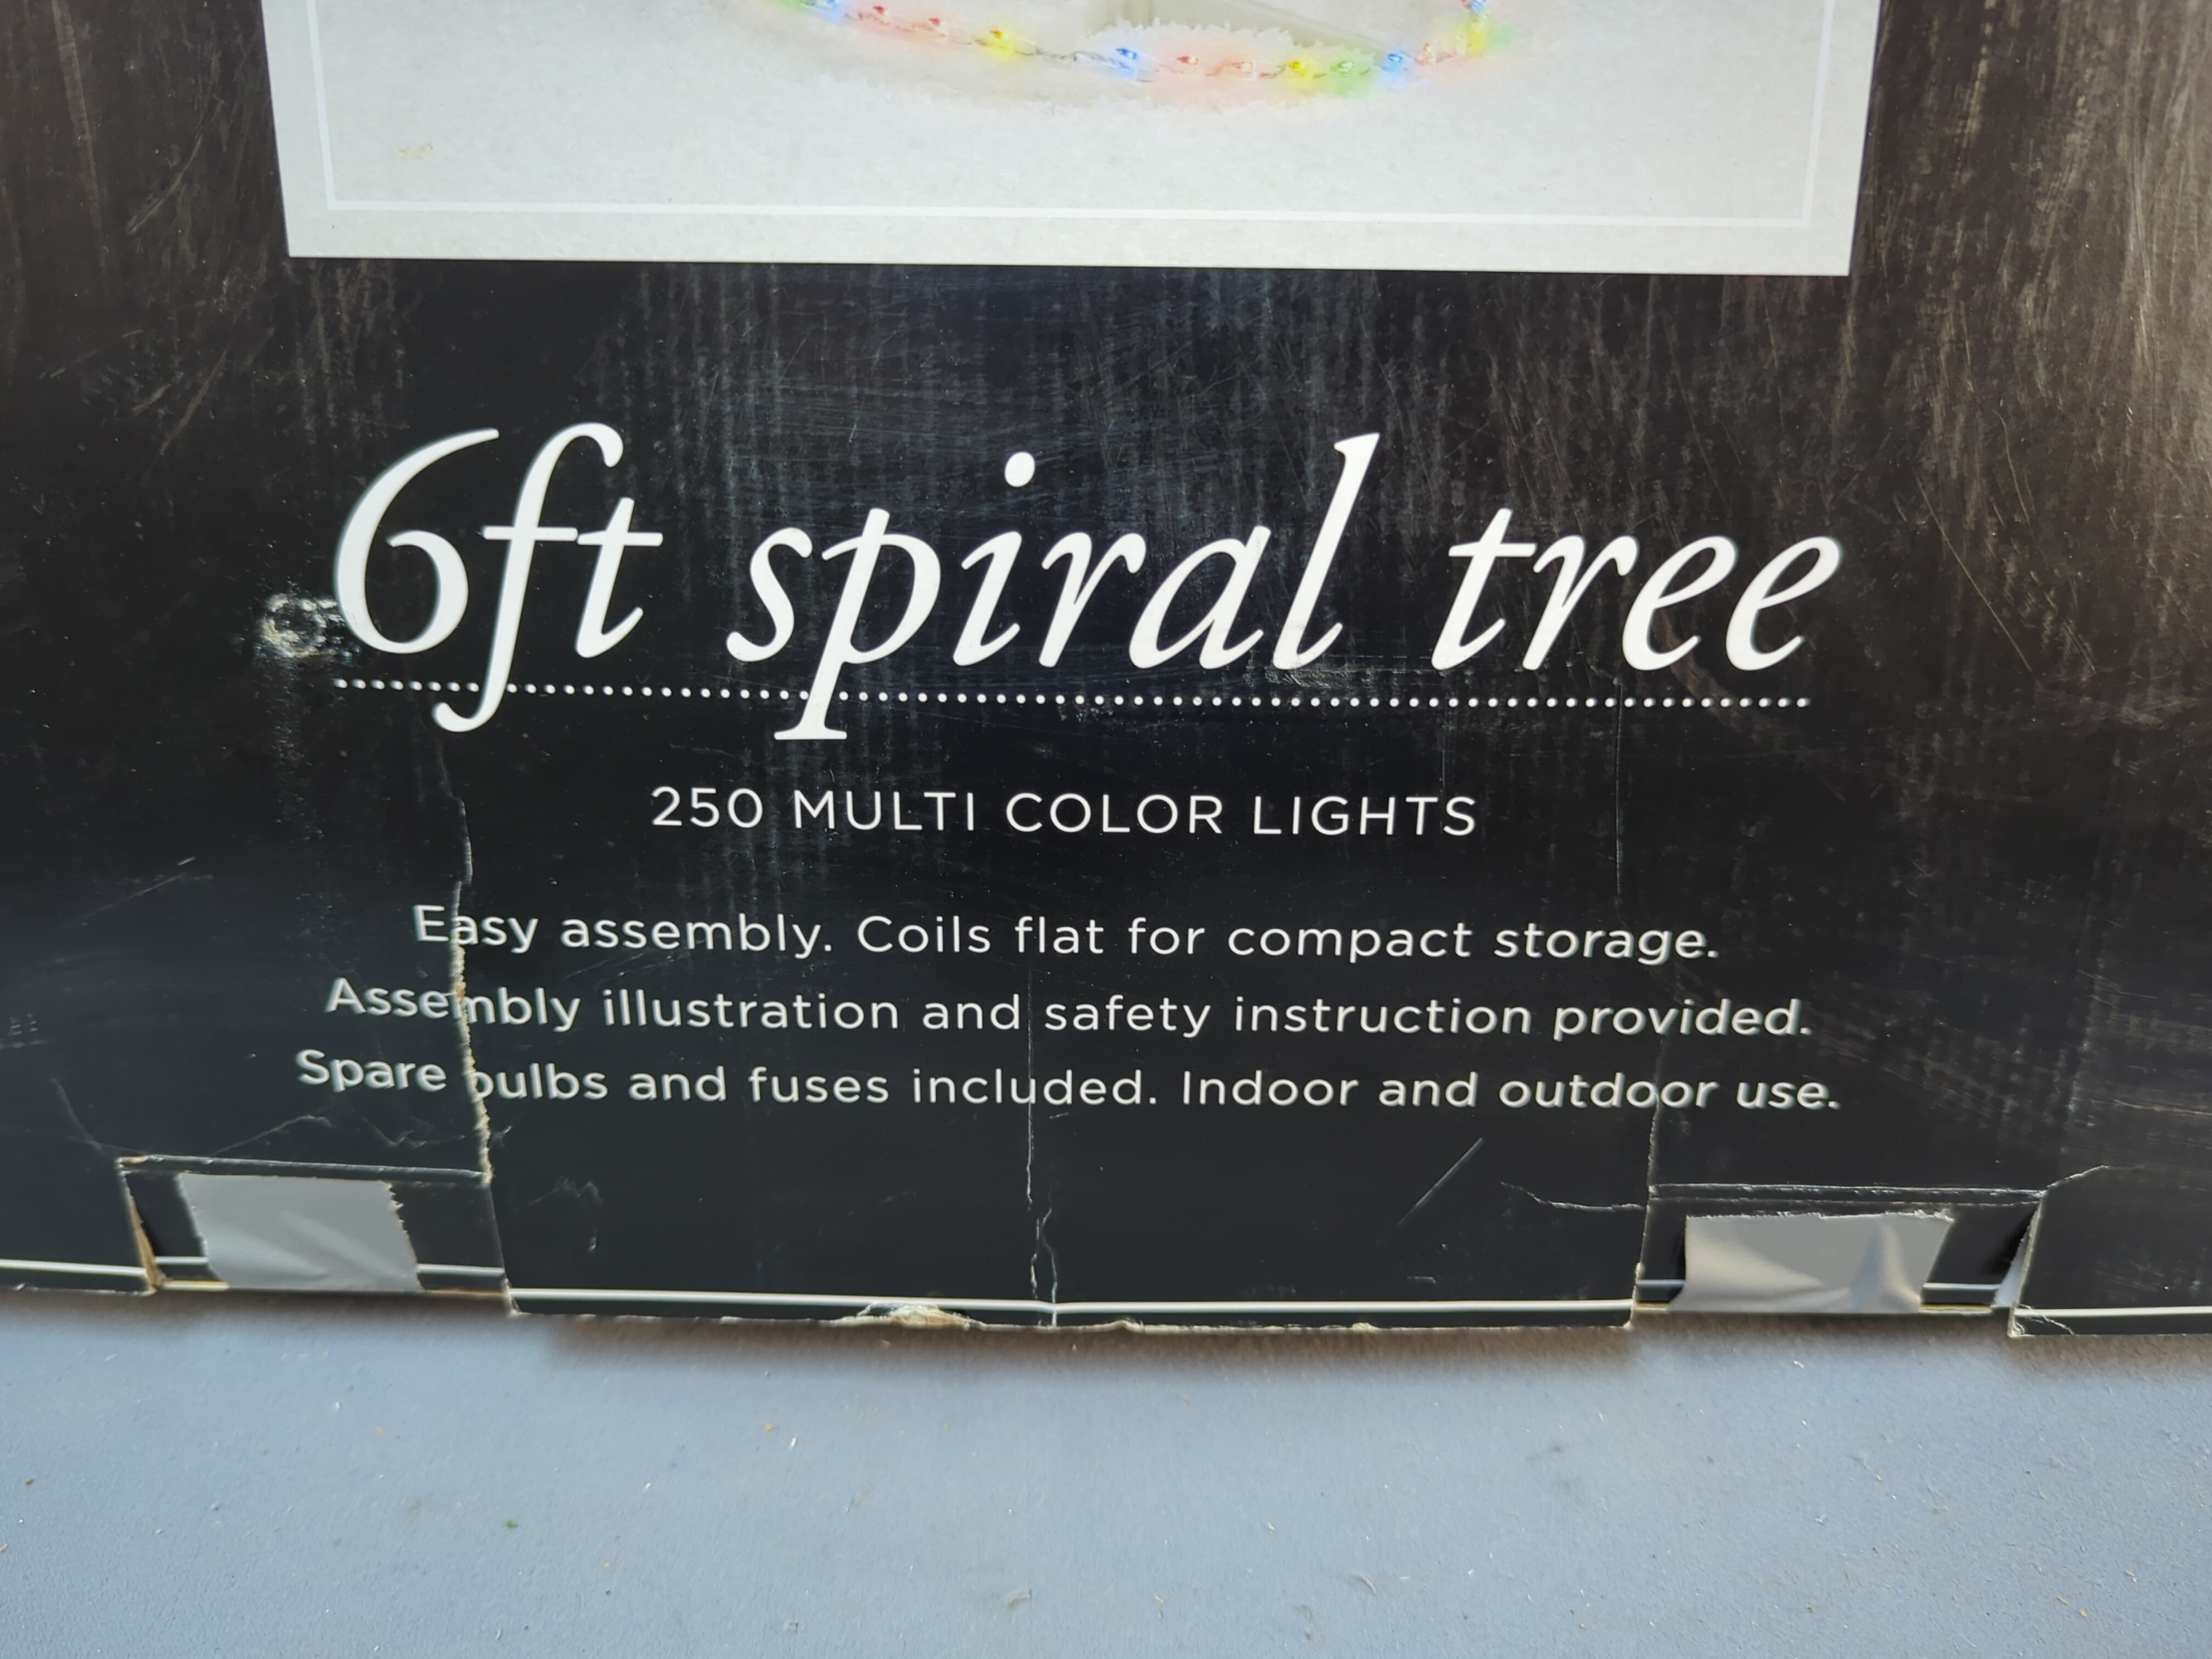 6ft spiral tree
250 MULTI COLOR LIGHTS
Easy assembly. Coils flat for compact storage.
Assembly illustration and safety instruction provided.
Spare bulbs and fuses included. Indoor and outdoor use.